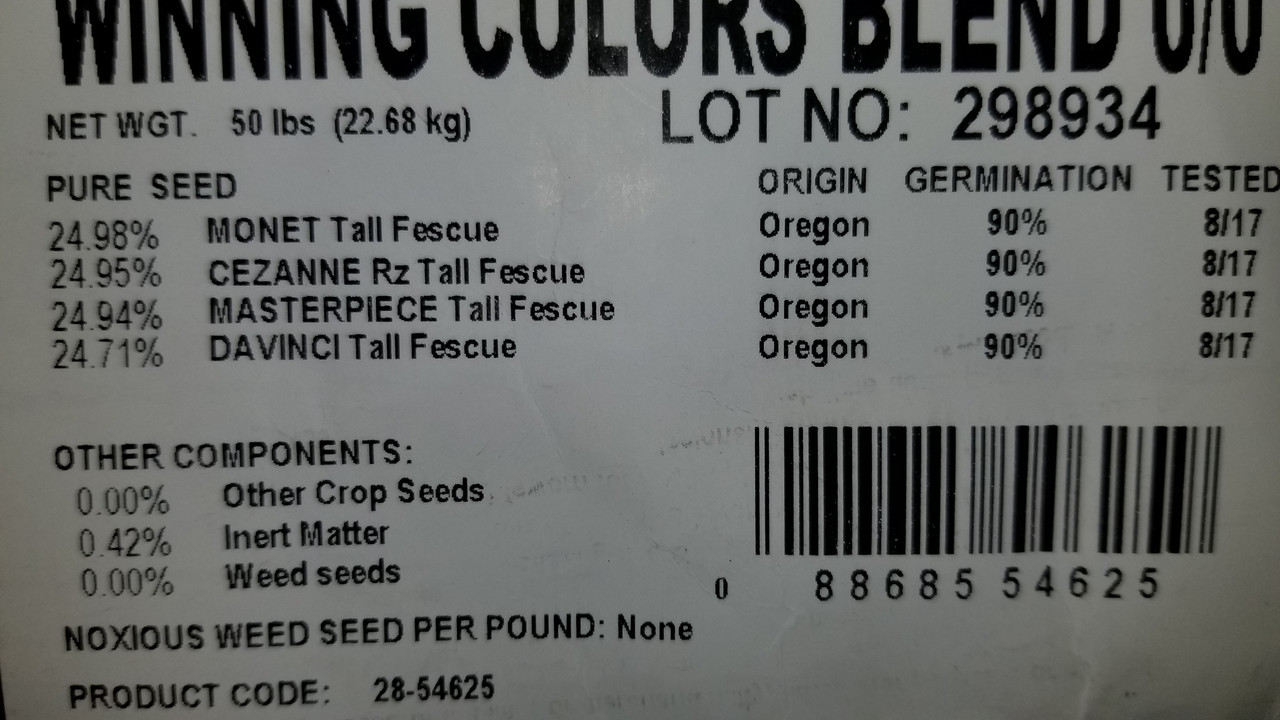 WINNING COLORS BLEND 0/0
NET WGT. 50 lbs (22.68 kg) LOT NO: 298934
PURE SEED ORIGIN GERMINATION TESTED
24.98% MONET Tall Fescue Oregon 90% 8/17
24.95% CEZANNE Rz Tall Fescue Oregon 90% 8/17
24.94% MASTERPIECE Tall Fescue Oregon 90% 8/17
24.71% DAVINCI Tall Fescue Oregon 90% 8/17
OTHER COMPONENTS:
0.00% Other Crop Seeds
0.42% Inert Matter
0.00% Weed seeds
0 88685 54625
NOXIOUS WEED SEED PER POUND: None
PRODUCT CODE: 28-54625